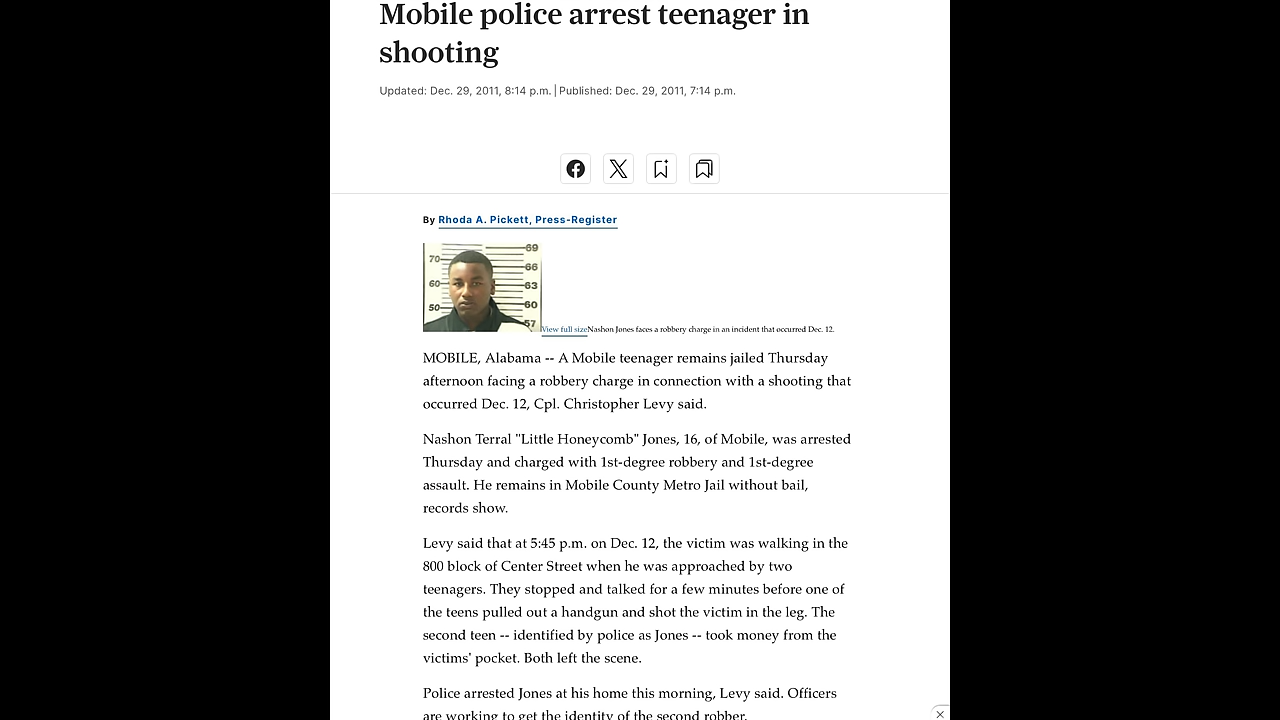 Mobile police arrest teenager in
shooting
Updated: Dec. 29, 2011, 8:14 p.m. | Published: Dec. 29, 2011, 7:14 p.m.
By Rhoda A. Pickett, Press-Register
69
70
66
60
63
50
60
57
View full sizeNashon Jones faces a robbery charge in an incident that occurred Dec. 12.
MOBILE, Alabama -- A Mobile teenager remains jailed Thursday
afternoon facing a robbery charge in connection with a shooting that
occurred Dec. 12, Cpl. Christopher Levy said.
Nashon Terral "Little Honeycomb" Jones, 16, of Mobile, was arrested
Thursday and charged with 1st-degree robbery and 1st-degree
assault. He remains in Mobile County Metro Jail without bail,
records show.
Levy said that at 5:45 p.m. on Dec. 12, the victim was walking in the
800 block of Center Street when he was approached by two
teenagers. They stopped and talked for a few minutes before one of
the teens pulled out a handgun and shot the victim in the leg. The
second teen -- identified by police as Jones -- took money from the
victims' pocket. Both left the scene.
Police arrested Jones at his home this morning, Levy said. Officers
are working to get the identity of the second robber.